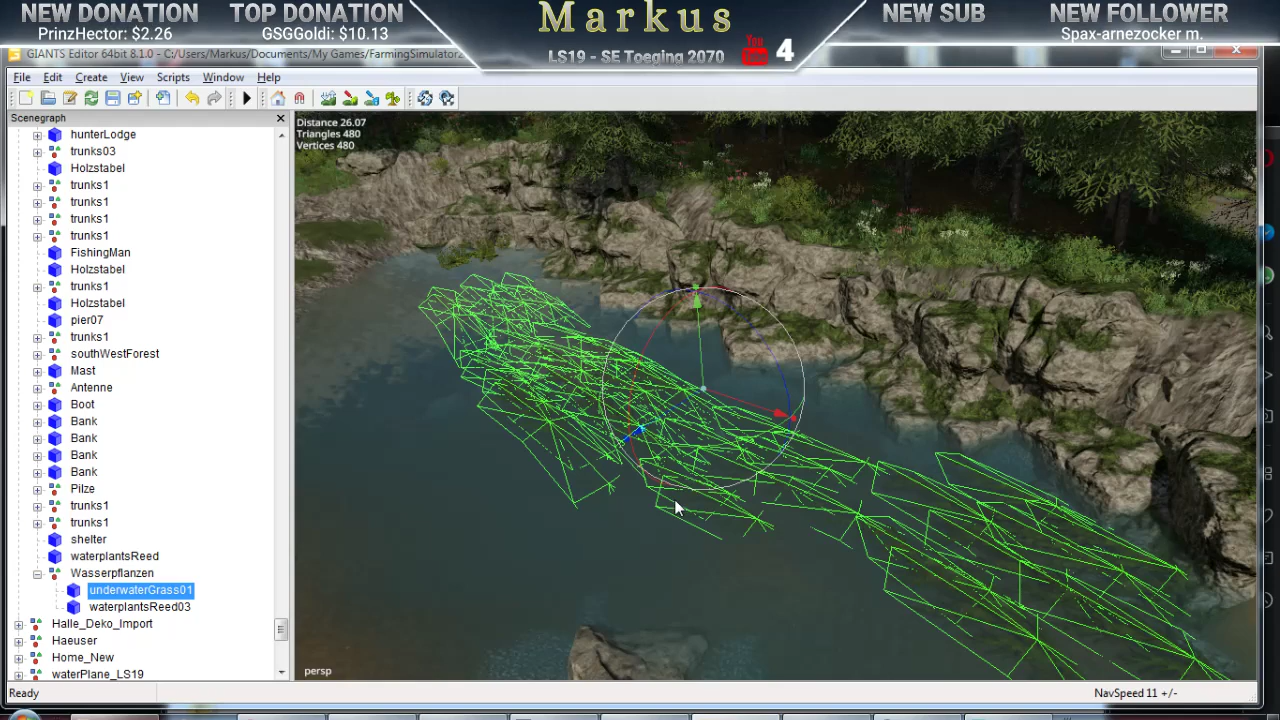 NEW DONATION
PrinzHector: $2.26
TOP DONATION
GSGGoldi: $10.13
Markus
LS19 - SE Toeging 2070
You
Tube
4
NEW SUB
NEW FOLLOWER
Spax-arnezocker m.
GIANTS Editor 64bit 8.1.0 - C:/Users/Markus/Documents/My Games/FarmingSimulator2
File Edit Create View Scripts Window Help
Scenegraph
hunterLodge
trunks03
Holzstabel
trunks1
trunks1
trunks1
trunks1
FishingMan
Holzstabel
trunks1
Holzstabel
pier07
trunks1
southWestForest
Mast
Antenne
Boot
Bank
Bank
Bank
Bank
Pilze
trunks1
trunks1
shelter
waterplantsReed
Wasserpflanzen
underwaterGrass01
waterplantsReed03
Halle_Deko_Import
Haeuser
Home_New
waterPlane_LS19
Distance 26.07
Triangles 480
Vertices 480
persp
Ready
NavSpeed 11 +/-